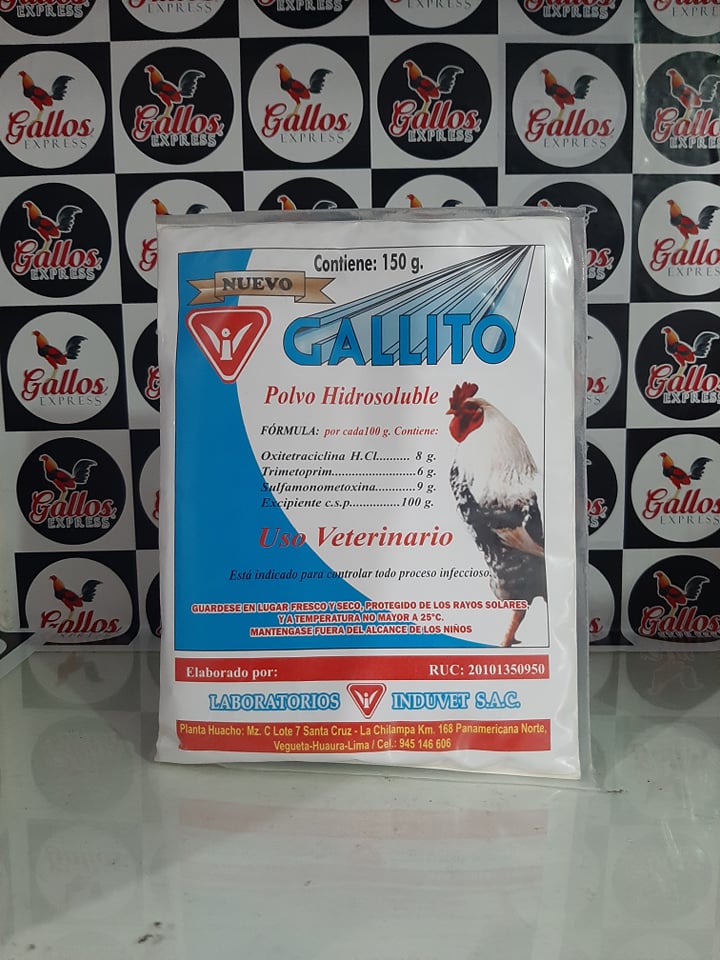 Gallos
EXPRESS
Contiene: 150 g.
NUEVO
GALLITO
Polvo Hidrosoluble
FÓRMULA: por cada100 g. Contiene:
Oxitetraciclina H.Cl.......... 8 g.
Trimetoprim........................6 g.
Sulfamonometoxina...........9 g.
Excipiente c.s.p..............100 g.
Uso Veterinario
Está indicado para controlar todo proceso infeccioso.
GUARDESE EN LUGAR FRESCO Y SECO, PROTEGIDO DE LOS RAYOS SOLARES,
Y A TEMPERATURA NO MAYOR A 25°C.
MANTENGASE FUERA DEL ALCANCE DE LOS NIÑOS
Elaborado por: RUC: 20101350950
LABORATORIOS INDUVET S.A.C.
Planta Huacho: Mz. C Lote 7 Santa Cruz - La Chilampa Km. 168 Panamericana Norte,
Vegueta-Huaura-Lima / Cel.: 945 146 606